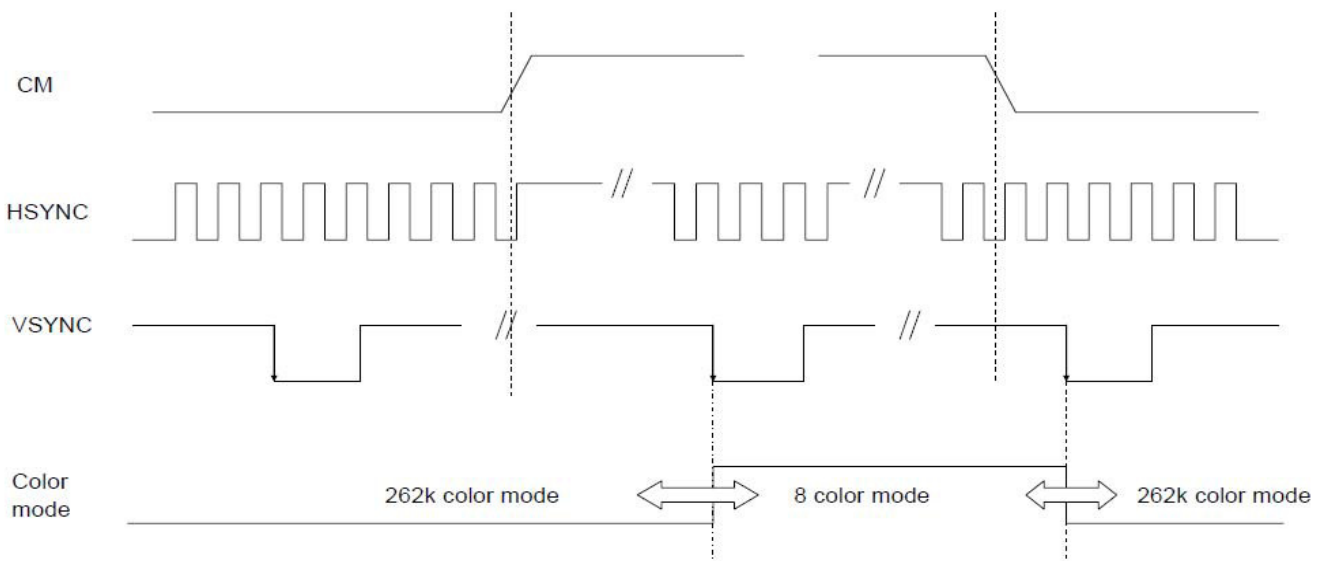 CM
HSYNC
VSYNC
Color
mode
262k color mode
8 color mode
262k color mode